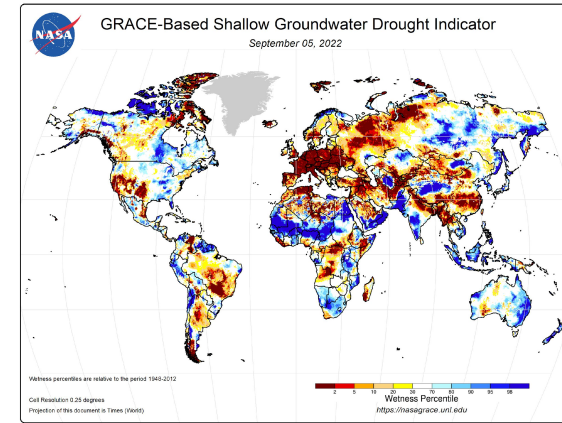 NASA
GRACE-Based Shallow Groundwater Drought Indicator
September 05, 2022
Wetness percentiles are relative to the period 1948-2012
Cell Resolution 0.25 degrees
Projection of this document is Times (World)
2 5 10 20 30 70 80 90 95 98
Wetness Percentile
https://nasagrace.unl.edu